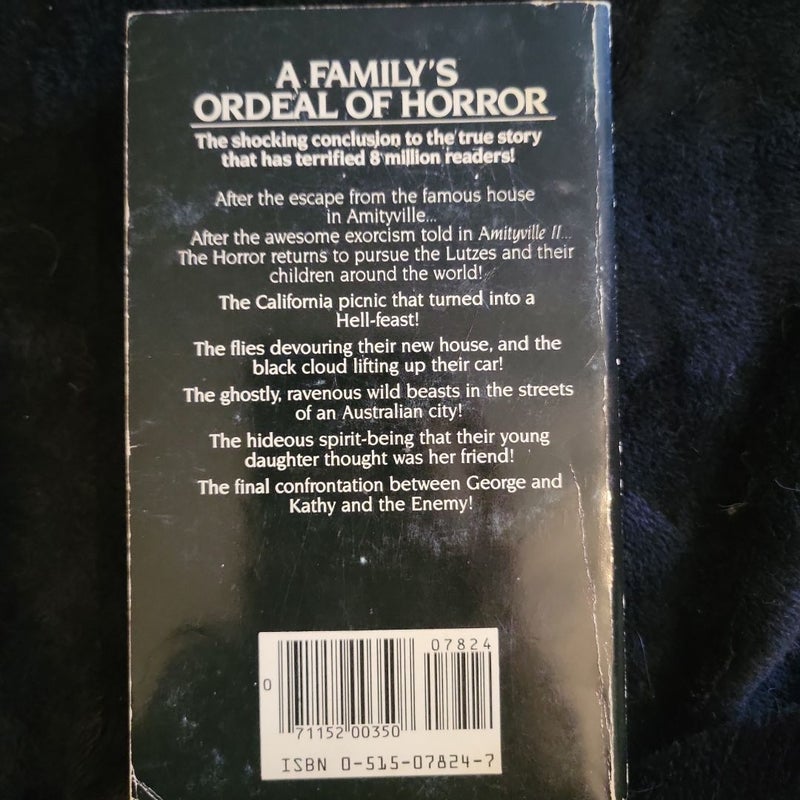 A FAMILY'S
ORDEAL OF HORROR
The shocking conclusion to the true story
that has terrified 8 million readers!
After the escape from the famous house
in Amityville...
After the awesome exorcism told in Amityville II...
The Horror returns to pursue the Lutzes and their
children around the world!
The California picnic that turned into a
Hell-feast!
The flies devouring their new house, and the
black cloud lifting up their car!
The ghostly, ravenous wild beasts in the streets
of an Australian city!
The hideous spirit-being that their young
daughter thought was her friend!
The final confrontation between George and
Kathy and the Enemy!
07824
0
71152 00350
ISBN 0-515-07824-7